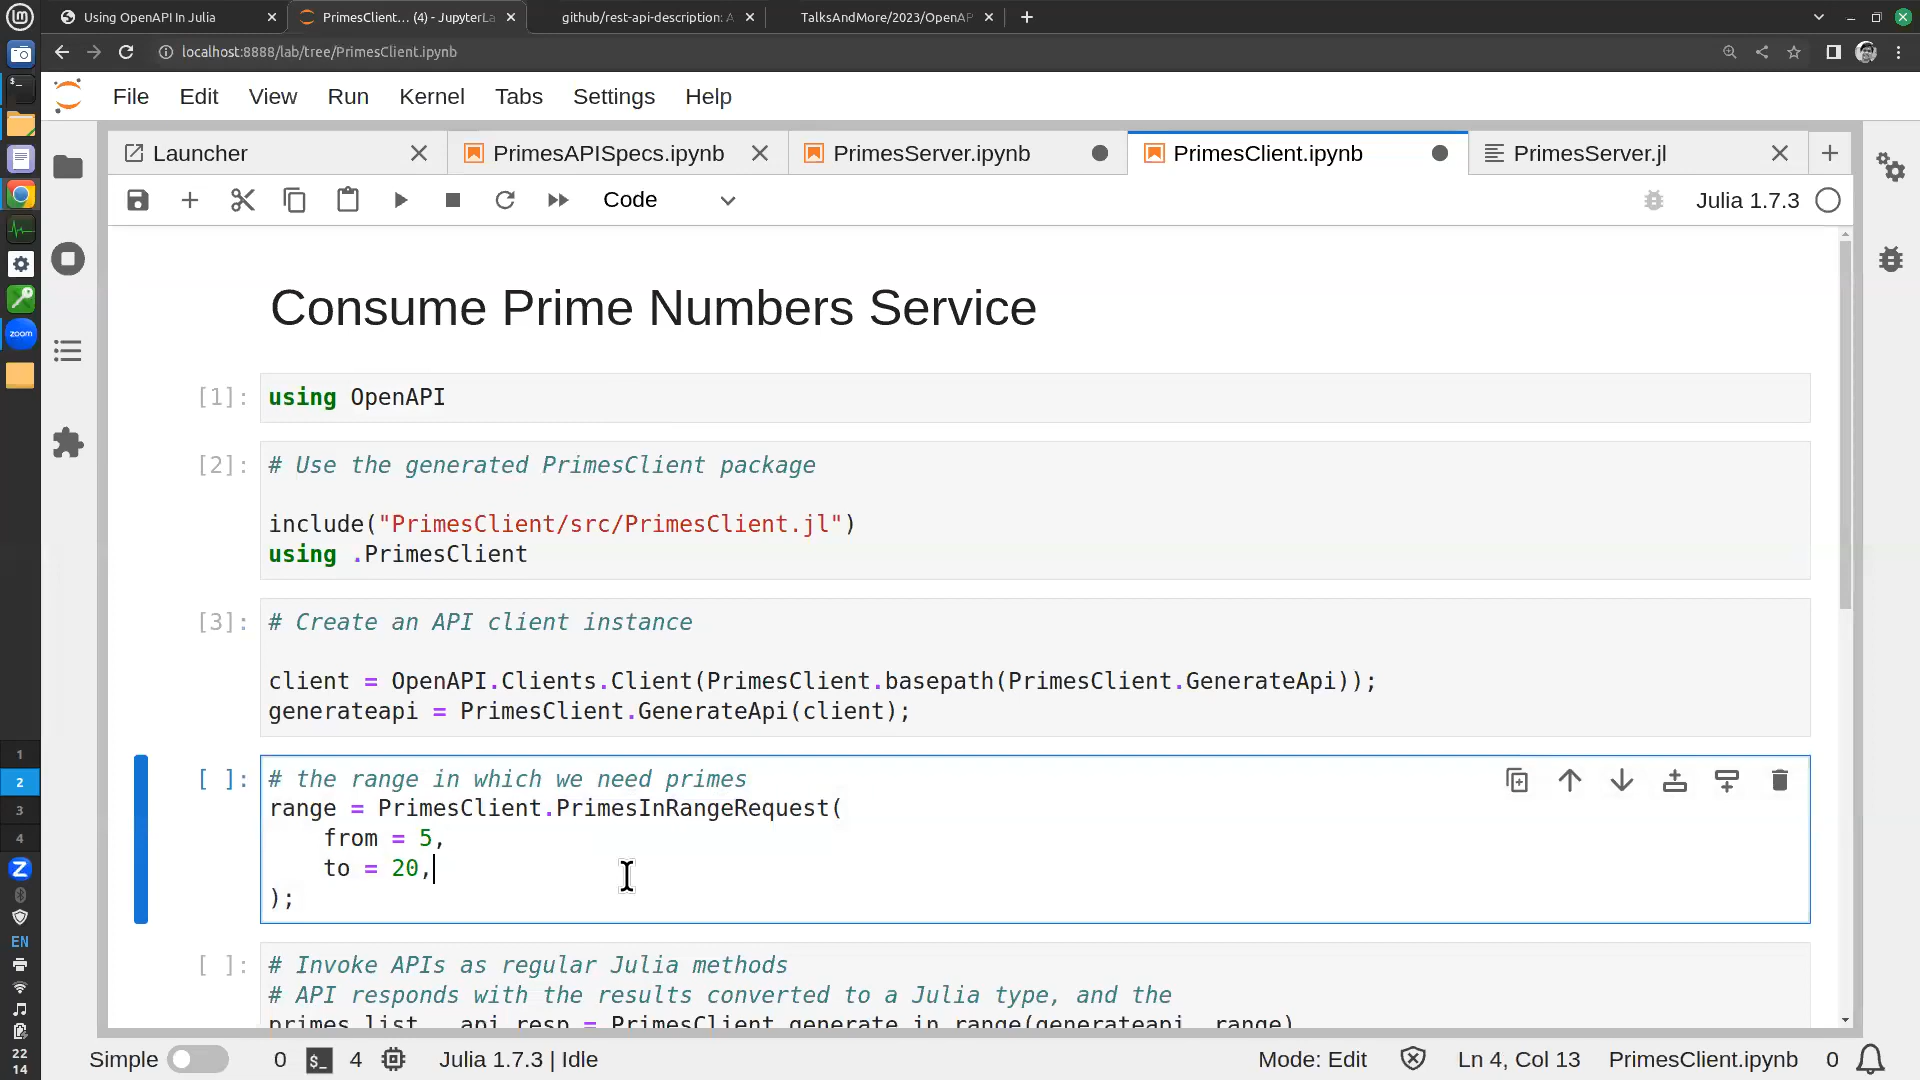 Using OpenAPI In Julia
PrimesClient... (4) - JupyterLa
github/rest-api-description: A
TalksAndMore/2023/OpenAP
localhost:8888/lab/tree/PrimesClient.ipynb
File Edit View Run Kernel Tabs Settings Help
Launcher
PrimesAPISpecs.ipynb
PrimesServer.ipynb
PrimesClient.ipynb
PrimesServer.jl
Code
Julia 1.7.3
Consume Prime Numbers Service
[1]: using OpenAPI
[2]: # Use the generated PrimesClient package
include("PrimesClient/src/PrimesClient.jl")
using .PrimesClient
[3]: # Create an API client instance
client = OpenAPI.Clients.Client(PrimesClient.basepath(PrimesClient.GenerateApi));
generateapi = PrimesClient.GenerateApi(client);
[ ]: # the range in which we need primes
range = PrimesClient.PrimesInRangeRequest(
from = 5,
to = 20,
);
[ ]: # Invoke APIs as regular Julia methods
# API responds with the results converted to a Julia type, and the
primes_list, _api_resp = PrimesClient.generate_in_range(generateapi, range)
zoom
1
2
3
4
Z
EN
22
14
Simple
0
$_
4
Julia 1.7.3 | Idle
Mode: Edit
Ln 4, Col 13
PrimesClient.ipynb
0